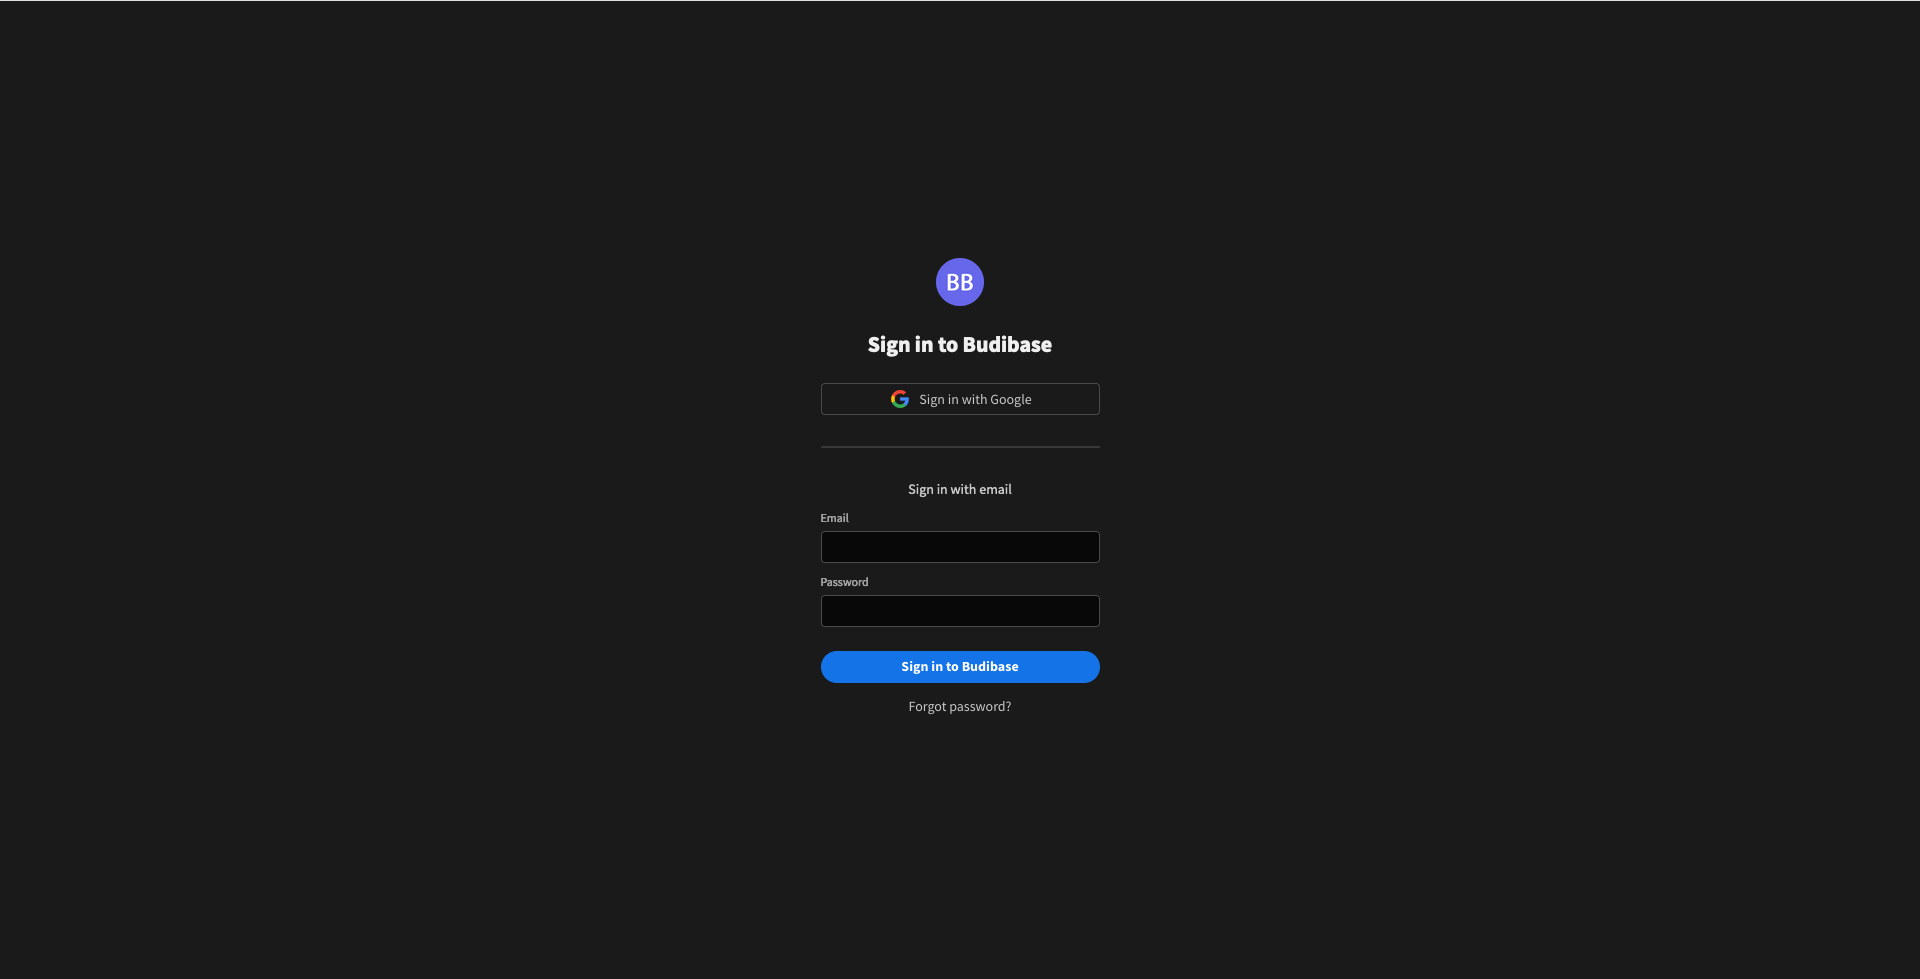 BB
Sign in to Budibase
Sign in with Google
Sign in with email
Email
Password
Sign in to Budibase
Forgot password?